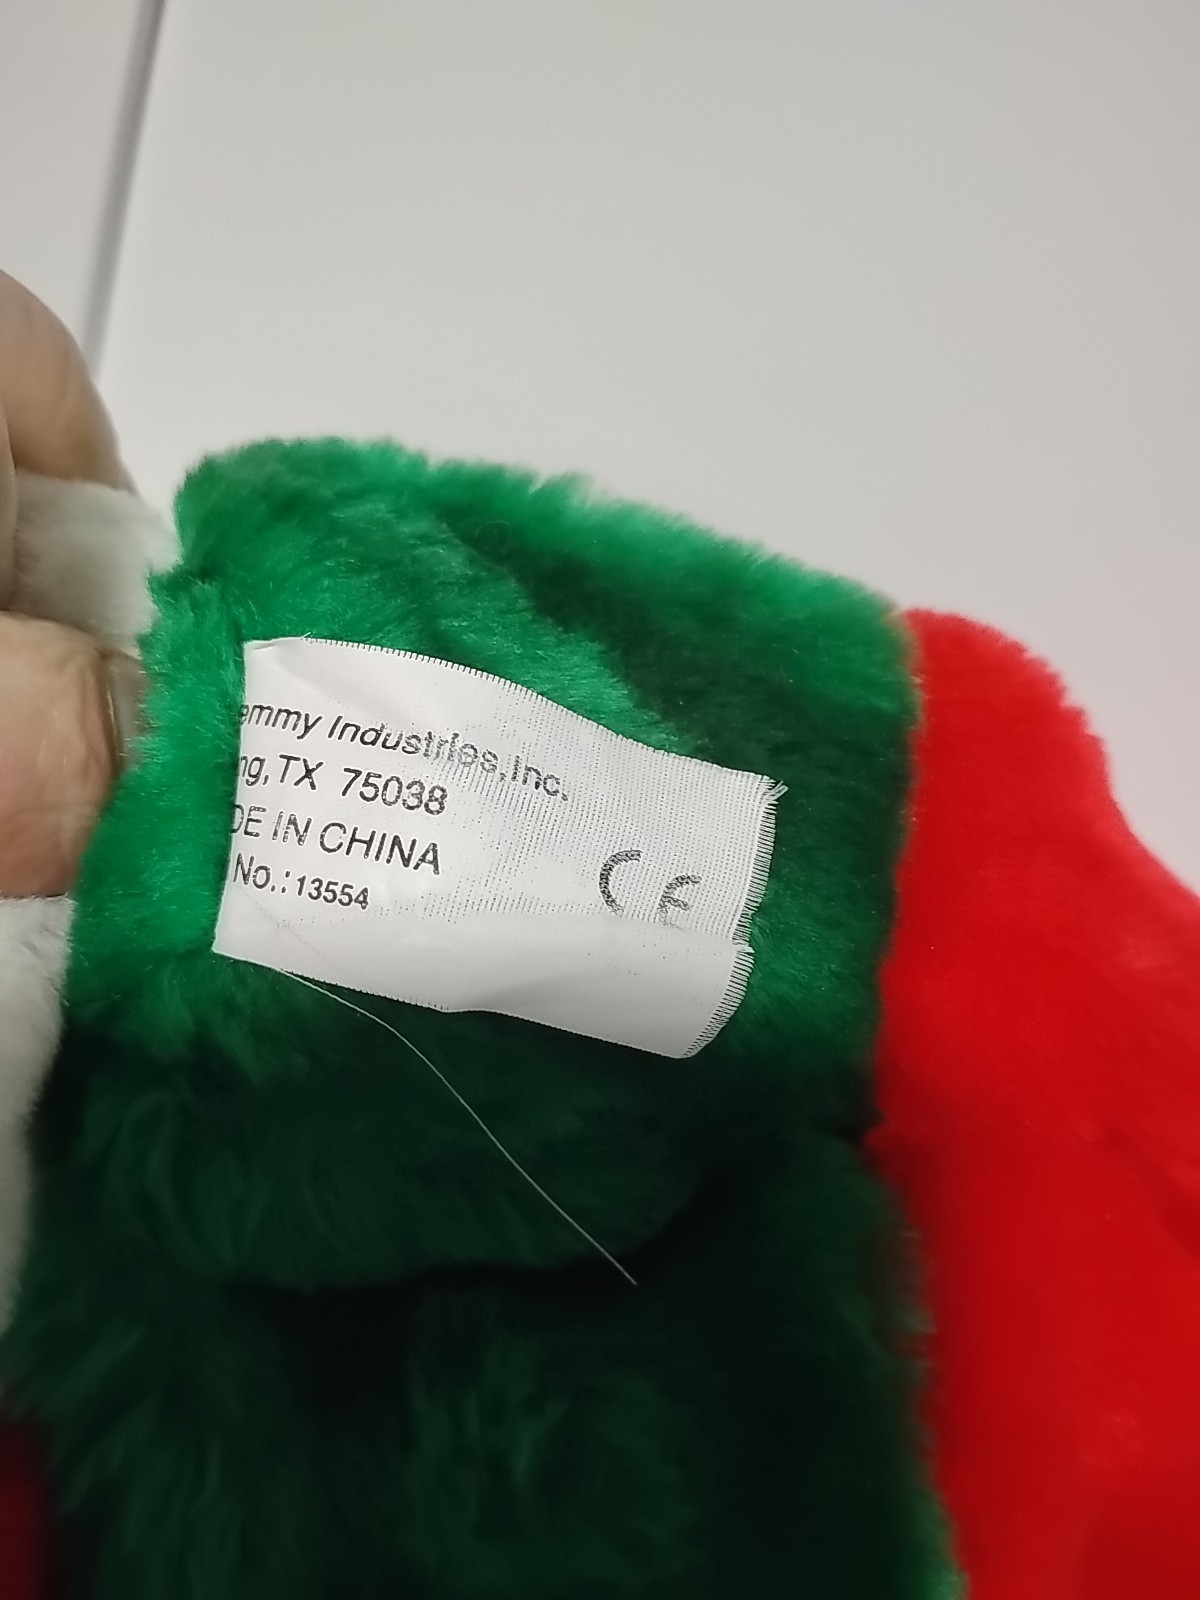 emmy Industries,Inc.
ng,TX 75038
DE IN CHINA
No.:13554
CE